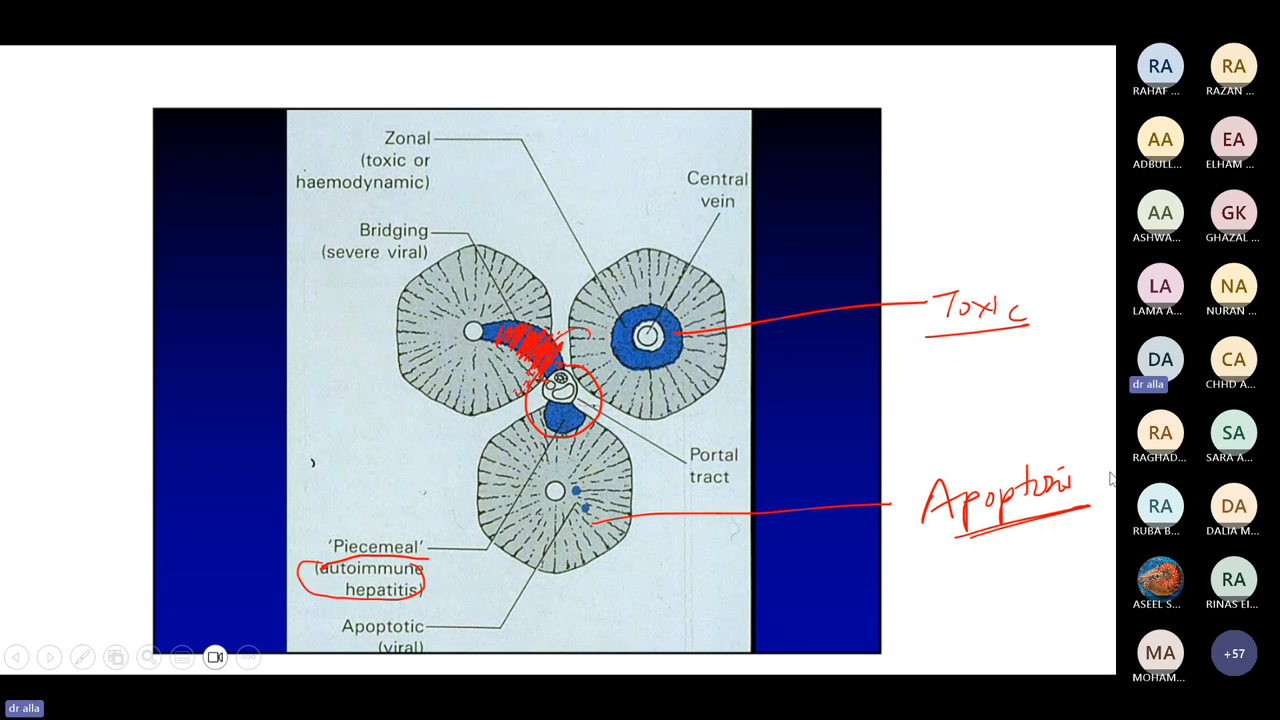 Zonal
(toxic or
haemodynamic)
Central
vein
Bridging
(severe viral)
Toxic
Portal
tract
Apoptosis
'Piecemeal'
(autoimmune
hepatitis)
Apoptotic
(viral)
RA
RAHAF ...
RA
RAZAN ...
AA
ADBULL...
EA
ELHAM ...
AA
ASHWA...
GK
GHAZAL ...
LA
LAMA A...
NA
NURAN ...
DA
dr alla
CA
CHHD A...
RA
RAGHAD...
SA
SARA A...
RA
RUBA B...
DA
DALIA M...
ASEEL S...
RA
RINAS EI...
MA
MOHAM...
+57
dr alla